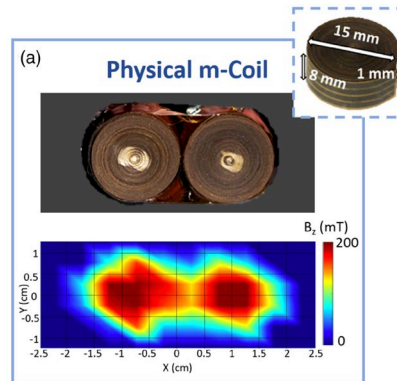 (a)
Physical m-Coil
15 mm
1 mm
8 mm
B_z (mT)
200
0
Y (cm)
1
0.5
0
-0.5
-1
-2.5 -2 -1.5 -1 -0.5 0 0.5 1 1.5 2 2.5
X (cm)